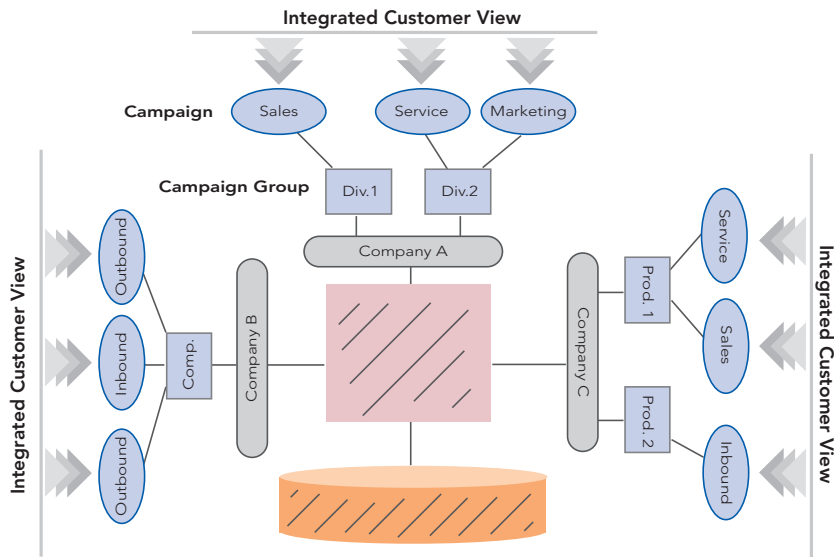 Integrated Customer View
Campaign
Sales
Service
Marketing
Campaign Group
Div.1
Div.2
Company A
Integrated Customer View
Outbound
Inbound
Outbound
Comp.
Company B
Company C
Prod. 1
Prod. 2
Service
Sales
Inbound
Integrated Customer View